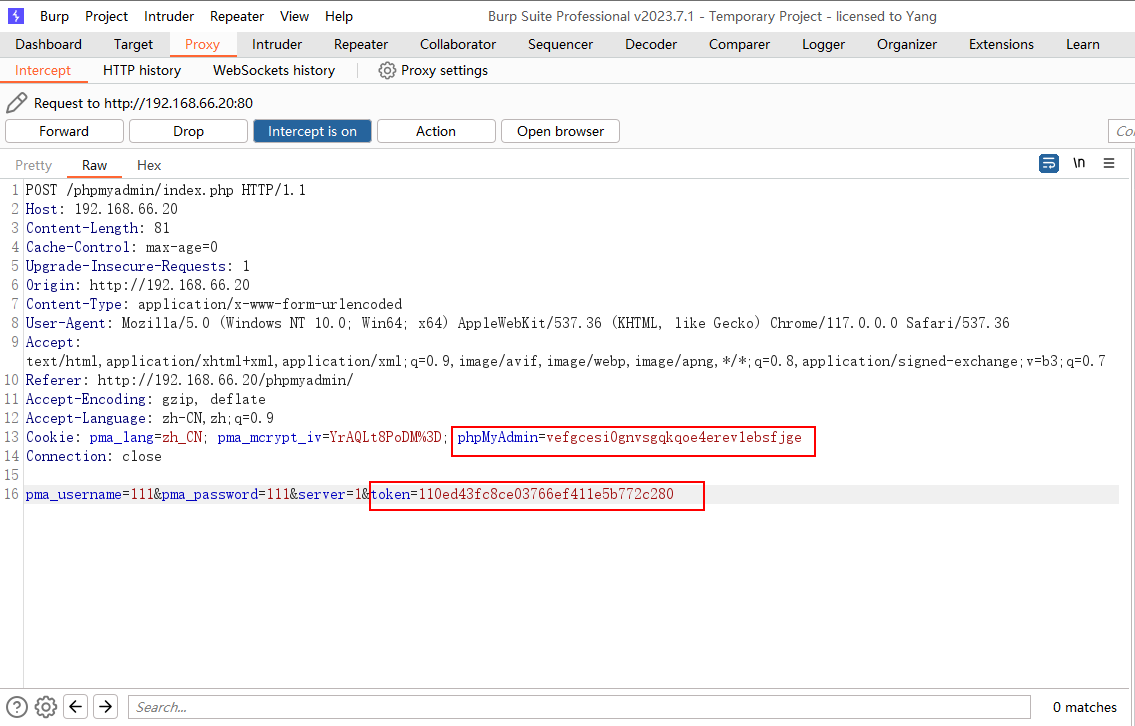 Burp Project Intruder Repeater View Help Burp Suite Professional v2023.7.1 - Temporary Project - licensed to Yang
Dashboard Target Proxy Intruder Repeater Collaborator Sequencer Decoder Comparer Logger Organizer Extensions Learn
Intercept HTTP history WebSockets history Proxy settings
Request to http://192.168.66.20:80
Forward Drop Intercept is on Action Open browser
Pretty Raw Hex \n
1 POST /phpmyadmin/index.php HTTP/1.1
2 Host: 192.168.66.20
3 Content-Length: 81
4 Cache-Control: max-age=0
5 Upgrade-Insecure-Requests: 1
6 Origin: http://192.168.66.20
7 Content-Type: application/x-www-form-urlencoded
8 User-Agent: Mozilla/5.0 (Windows NT 10.0; Win64; x64) AppleWebKit/537.36 (KHTML, like Gecko) Chrome/117.0.0.0 Safari/537.36
9 Accept:
text/html,application/xhtml+xml,application/xml;q=0.9,image/avif,image/webp,image/apng,*/*;q=0.8,application/signed-exchange;v=b3;q=0.7
10 Referer: http://192.168.66.20/phpmyadmin/
11 Accept-Encoding: gzip, deflate
12 Accept-Language: zh-CN,zh;q=0.9
13 Cookie: pma_lang=zh_CN; pma_mcrypt_iv=YrAQLt8PoDM%3D; phpMyAdmin=vefgcesi0gnvsgqkqoe4erev1ebsfjge
14 Connection: close
15
16 pma_username=111&pma_password=111&server=1&token=110ed43fc8ce03766ef411e5b772c280
Search... 0 matches